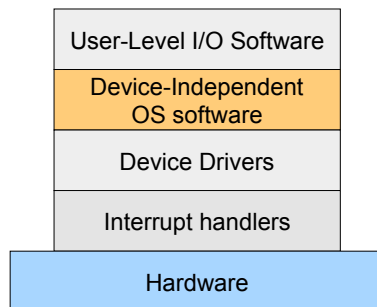 User-Level I/O Software
Device-Independent
OS software
Device Drivers
Interrupt handlers
Hardware